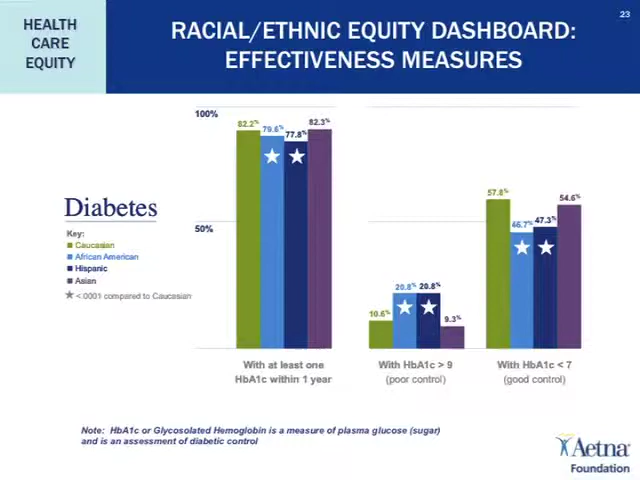 HEALTH
CARE
EQUITY
RACIAL/ETHNIC EQUITY DASHBOARD:
EFFECTIVENESS MEASURES
23
100%
50%
82.2%
79.6%
77.8%
82.3%
10.6%
20.8%
20.8%
9.3%
57.8%
46.7%
47.3%
54.6%
Diabetes
Key:
Caucasian
African American
Hispanic
Asian
★ <.0001 compared to Caucasian
With at least one
HbA1c within 1 year
With HbA1c > 9
(poor control)
With HbA1c < 7
(good control)
Note: HbA1c or Glycosolated Hemoglobin is a measure of plasma glucose (sugar)
and is an assessment of diabetic control
Aetna
Foundation